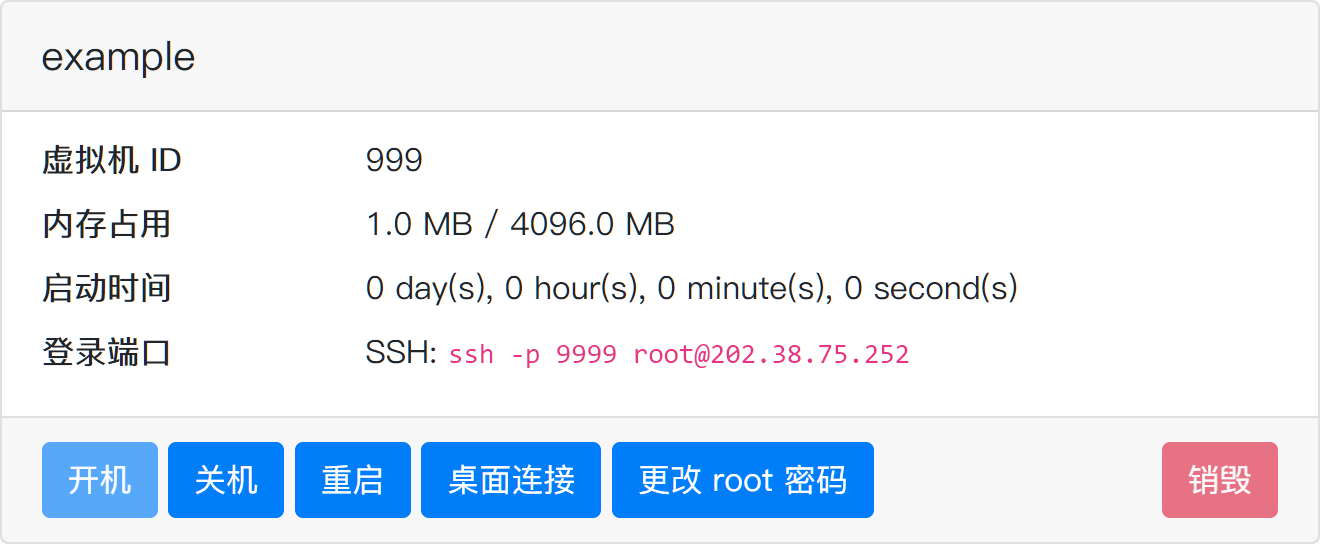 example
虚拟机 ID 999
内存占用 1.0 MB / 4096.0 MB
启动时间 0 day(s), 0 hour(s), 0 minute(s), 0 second(s)
登录端口 SSH: ssh -p 9999 root@202.38.75.252
开机 关机 重启 桌面连接 更改 root 密码 销毁